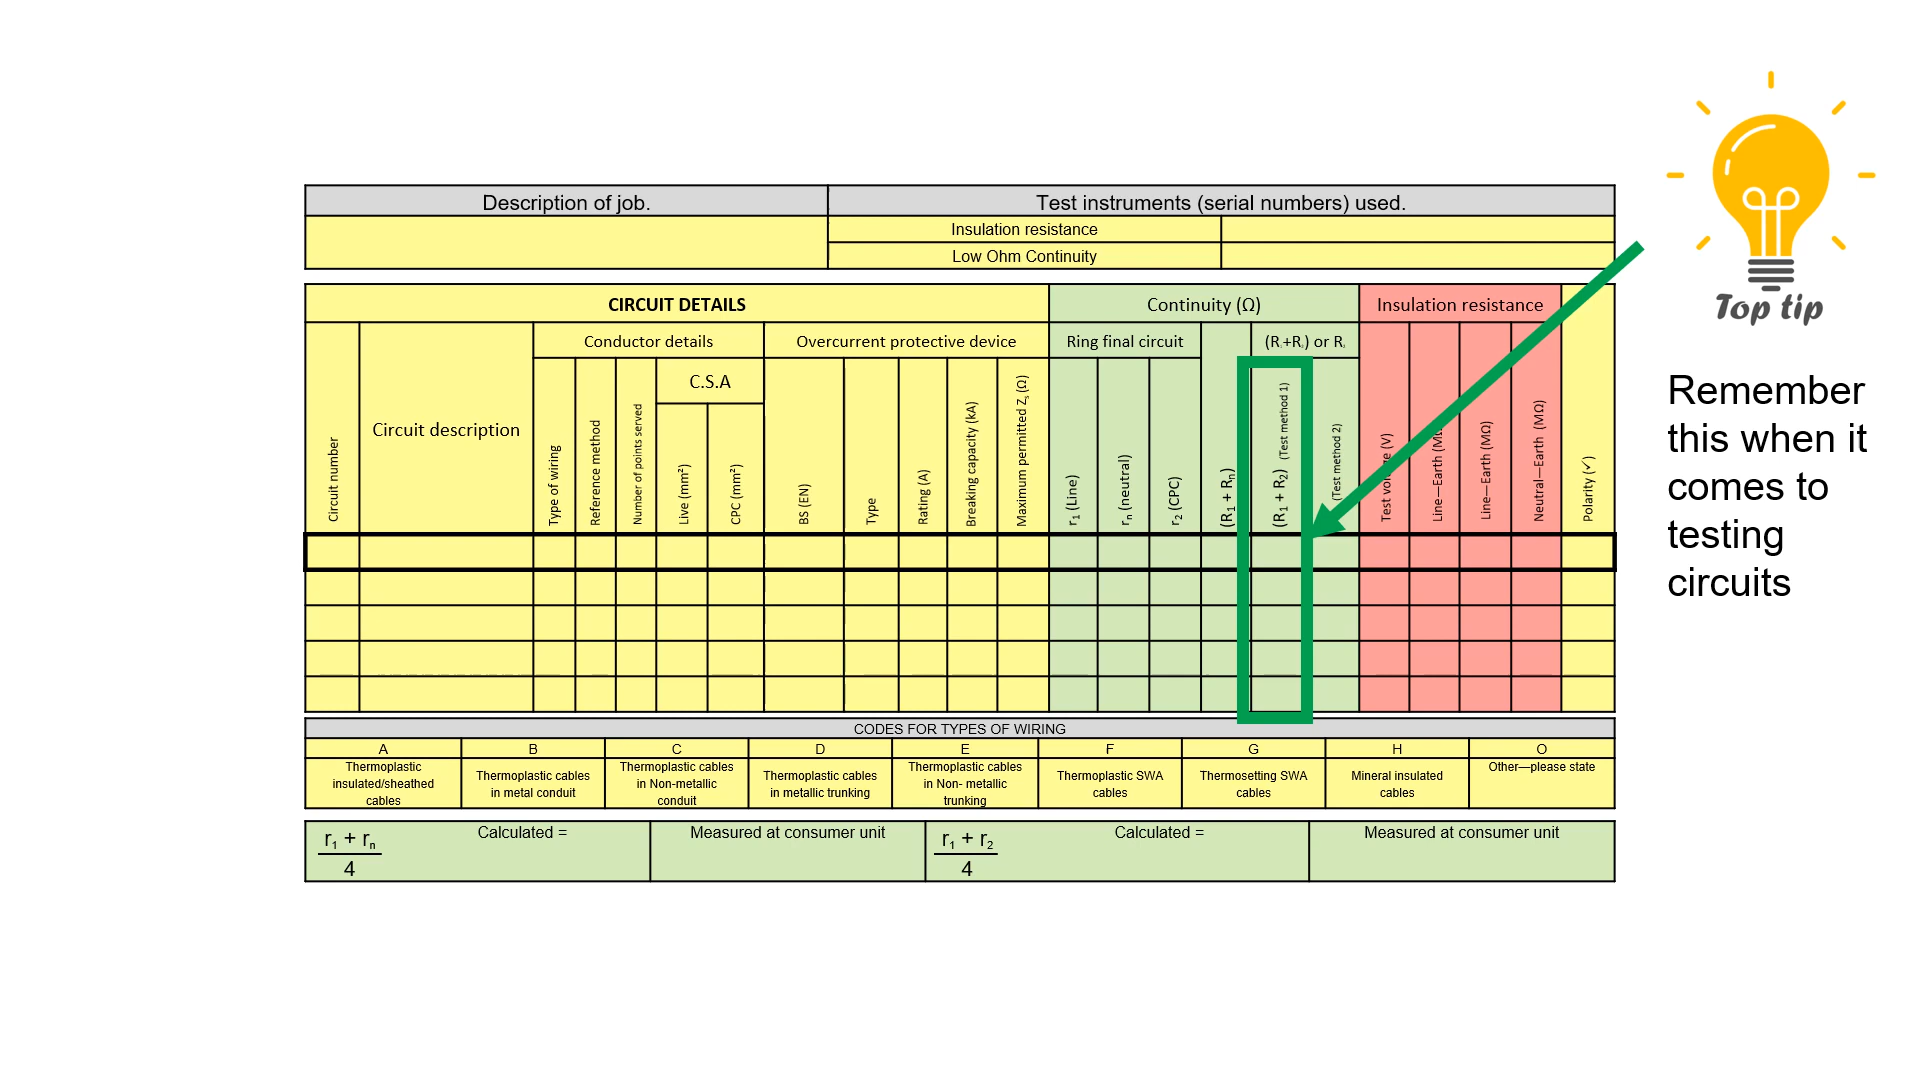 Description of job.
Test instruments (serial numbers) used.
Insulation resistance
Low Ohm Continuity
CIRCUIT DETAILS
Continuity (Ω)
Insulation resistance
Conductor details
Overcurrent protective device
Ring final circuit
C.S.A
Circuit number
Circuit description
Type of wiring
Reference method
Number of points served
Live (mm²)
CPC (mm²)
BS (EN)
Type
Rating (A)
Breaking capacity (kA)
Maximum permitted Zs (Ω)
r₁ (Line)
rₙ (neutral)
r₂ (CPC)
(R₁ + Rₙ)
(R₁ + R₂) (Test method 1)
(Test method 2)
Line—Earth (MΩ)
Line—Earth (MΩ)
Neutral—Earth (MΩ)
Polarity (✓)
CODES FOR TYPES OF WIRING
A B C D E F G H O
Thermoplastic
insulated/sheathed
cables
Thermoplastic cables
in metal conduit
Thermoplastic cables
in Non-metallic
conduit
Thermoplastic cables
in metallic trunking
Thermoplastic cables
in Non- metallic
trunking
Thermoplastic SWA
cables
Thermosetting SWA
cables
Mineral insulated
cables
Other—please state
r₁ + rₙ
4
Calculated =
Measured at consumer unit
r₁ + r₂
4
Calculated =
Measured at consumer unit
Top tip
Remember
this when it
comes to
testing
circuits